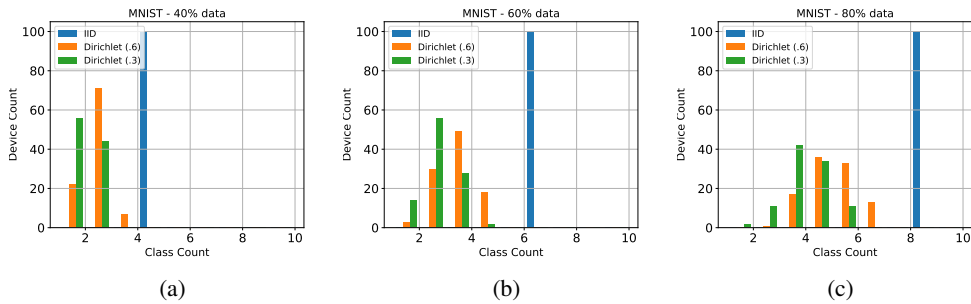 MNIST - 40% data
Device Count
100
80
60
40
20
0
IID
Dirichlet (.6)
Dirichlet (.3)
2
4
6
8
10
Class Count
(a)
MNIST - 60% data
Device Count
100
80
60
40
20
0
IID
Dirichlet (.6)
Dirichlet (.3)
2
4
6
8
10
Class Count
(b)
MNIST - 80% data
Device Count
100
80
60
40
20
0
IID
Dirichlet (.6)
Dirichlet (.3)
2
4
6
8
10
Class Count
(c)